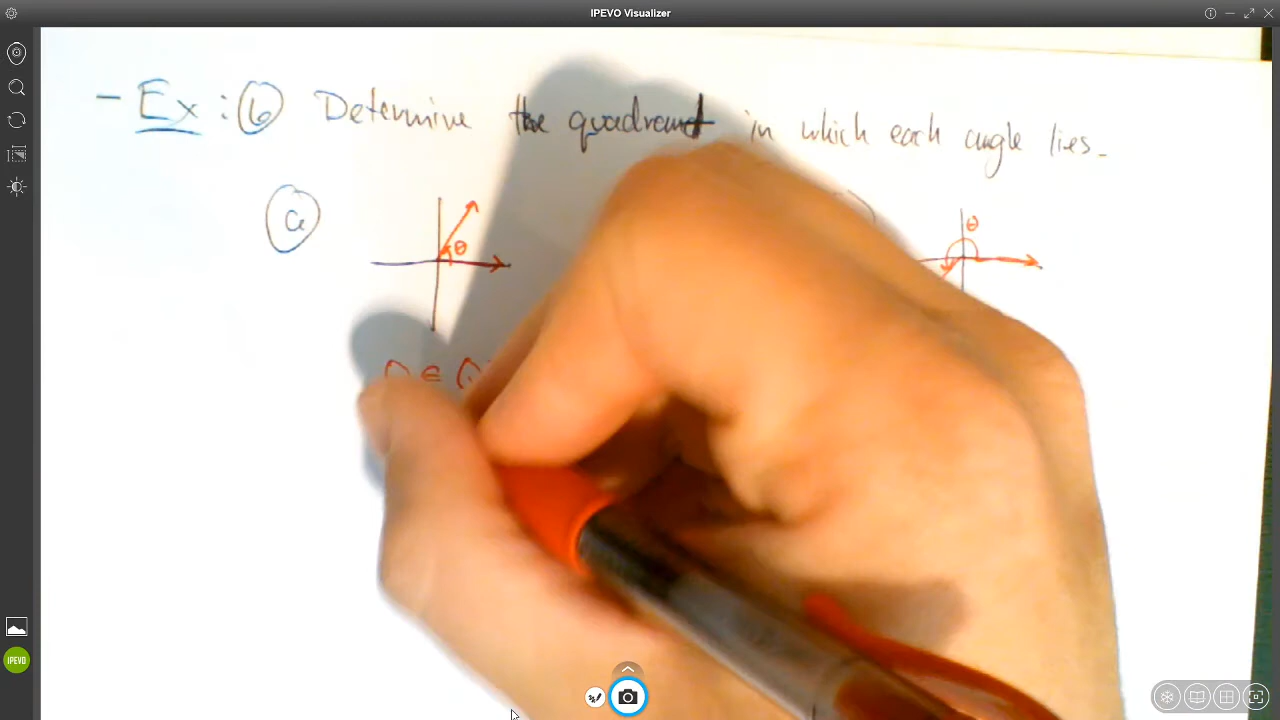 IPEVO Visualizer
- Ex : (6) Determine the quadrant in which each angle lies.
(a)
θ
θ
∈ Q
IPEVO